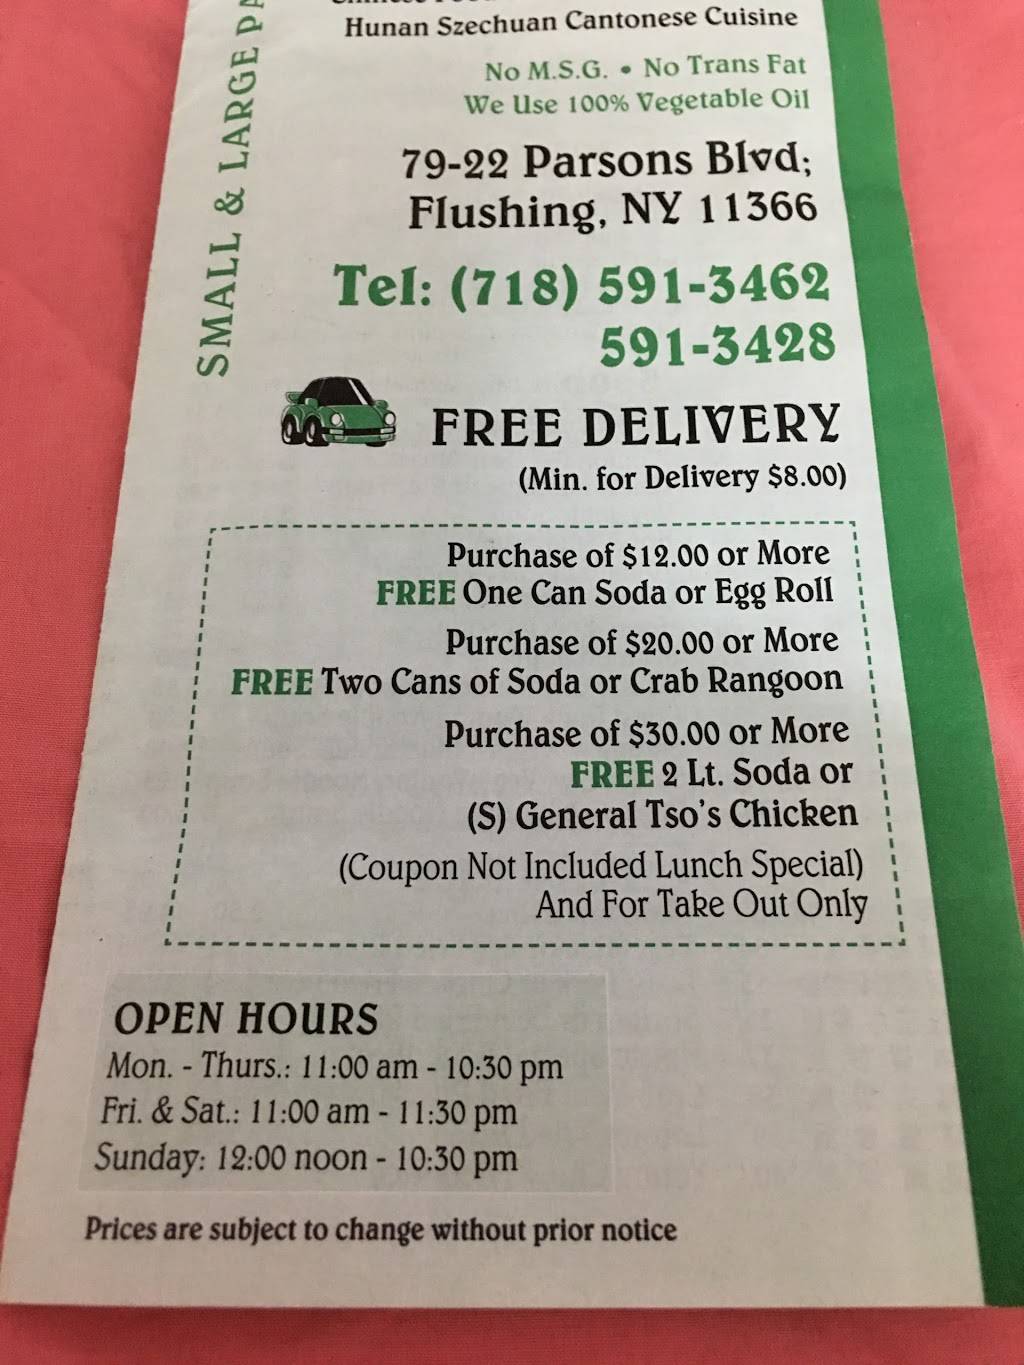 Hunan Szechuan Cantonese Cuisine
No M.S.G. • No Trans Fat
We Use 100% Vegetable Oil
SMALL & LARGE
79-22 Parsons Blvd;
Flushing, NY 11366
Tel: (718) 591-3462
591-3428
FREE DELIVERY
(Min. for Delivery $8.00)
Purchase of $12.00 or More
FREE One Can Soda or Egg Roll
Purchase of $20.00 or More
FREE Two Cans of Soda or Crab Rangoon
Purchase of $30.00 or More
FREE 2 Lt. Soda or
(S) General Tso's Chicken
(Coupon Not Included Lunch Special)
And For Take Out Only
OPEN HOURS
Mon. - Thurs.: 11:00 am - 10:30 pm
Fri. & Sat.: 11:00 am - 11:30 pm
Sunday: 12:00 noon - 10:30 pm
Prices are subject to change without prior notice